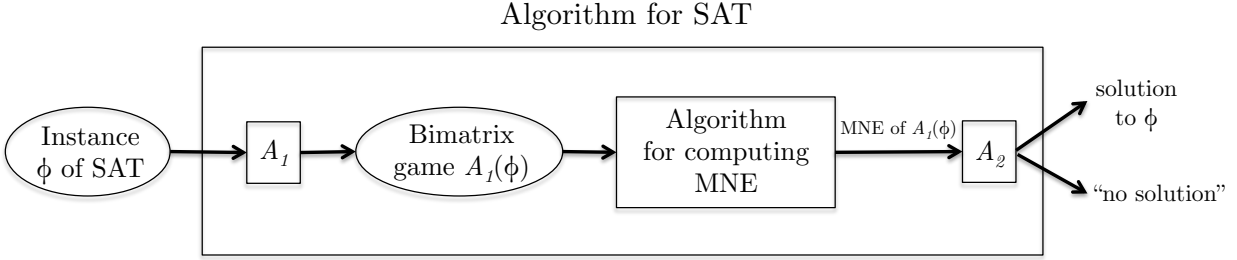 Algorithm for SAT
Instance
ϕ of SAT
A₁
Bimatrix
game A₁(ϕ)
Algorithm
for computing
MNE
MNE of A₁(ϕ)
A₂
solution
to ϕ
“no solution”